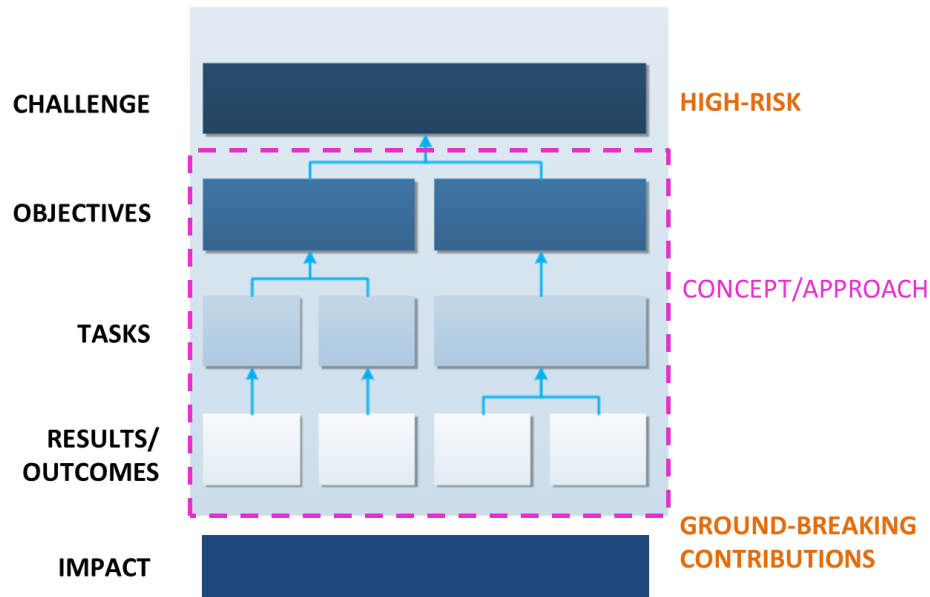 CHALLENGE
HIGH-RISK
OBJECTIVES
CONCEPT/APPROACH
TASKS
RESULTS/
OUTCOMES
GROUND-BREAKING
CONTRIBUTIONS
IMPACT